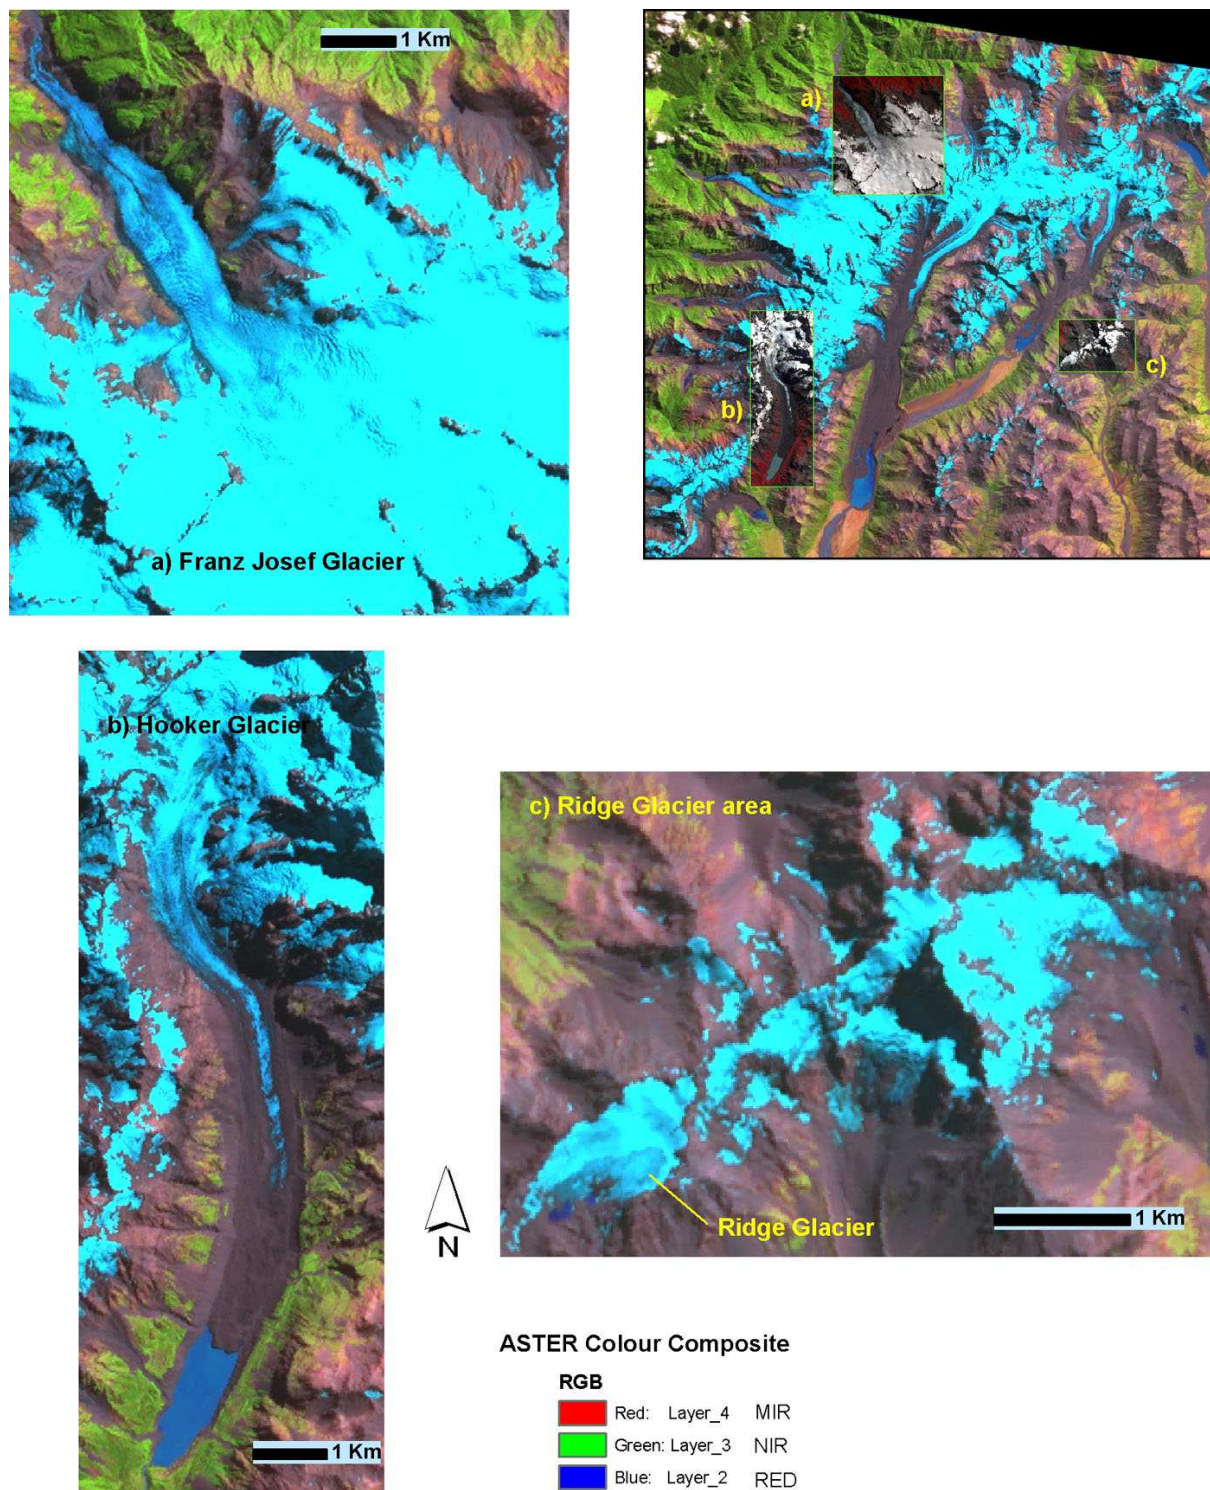 1 Km
a) Franz Josef Glacier
a)
b)
c)
b) Hooker Glacier
1 Km
N
c) Ridge Glacier area
Ridge Glacier
1 Km
ASTER Colour Composite
RGB
Red: Layer_4 MIR
Green: Layer_3 NIR
Blue: Layer_2 RED